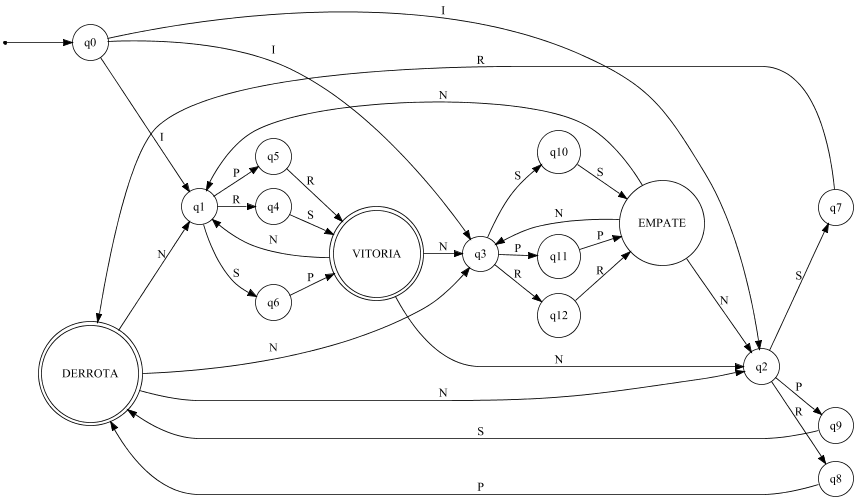 I
q0
I
R
N
I
q10
S
S
q5
P
R
q7
q1
R
q4
S
EMPATE
N
N
VITORIA
N
q3
P
q11
P
N
S
R
R
S
P
q6
q12
N
N
N
q2
DERROTA
P
N
R
q9
S
q8
P